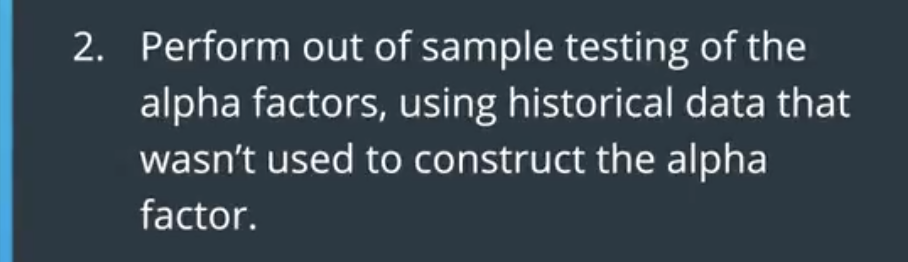 2. Perform out of sample testing of the
alpha factors, using historical data that
wasn’t used to construct the alpha
factor.